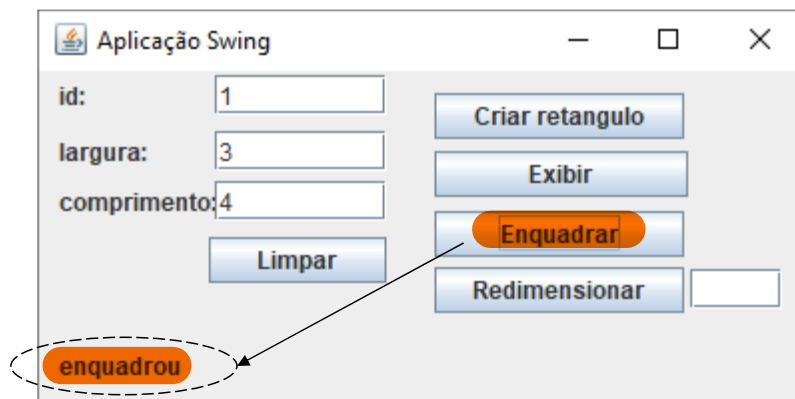 Aplicação Swing
id:
1
largura:
3
comprimento:
4
Limpar
Criar retangulo
Exibir
Enquadrar
Redimensionar
enquadrou